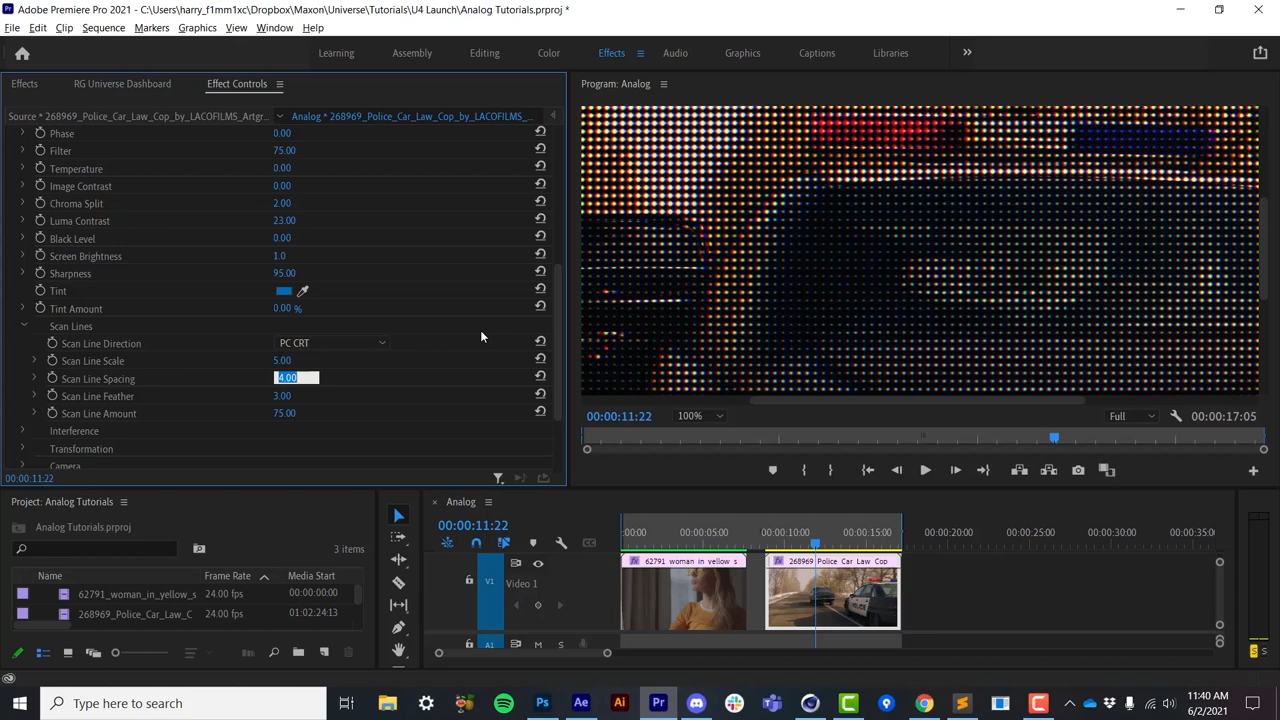 Adobe Premiere Pro 2021 - C:\Users\harry_f1mm1xc\Dropbox\Maxon\Universe\Tutorials\U4 Launch\Analog Tutorials.prproj *
File Edit Clip Sequence Markers Graphics View Window Help
Learning Assembly Editing Color Effects Audio Graphics Captions Libraries
Effects RG Universe Dashboard Effect Controls
Program: Analog
Source * 268969_Police_Car_Law_Cop_by_LACOFILMS_Artgr... Analog * 268969_Police_Car_Law_Cop_by_LACOFILMS_...
Phase 0.00
Filter 75.00
Temperature 0.00
Image Contrast 0.00
Chroma Split 2.00
Luma Contrast 23.00
Black Level 0.00
Screen Brightness 1.0
Sharpness 95.00
Tint
Tint Amount 0.00 %
Scan Lines
Scan Line Direction PC CRT
Scan Line Scale 5.00
Scan Line Spacing 4.00
Scan Line Feather 3.00
Scan Line Amount 75.00
Interference
Transformation
Camera
00:00:11:22
00:00:11:22 100% Full 00:00:17:05
Project: Analog Tutorials
Analog Tutorials.prproj
3 items
Name Frame Rate Media Start
62791_woman_in_yellow_s 24.00 fps 00:00:00:00
268969_Police_Car_Law_C 24.00 fps 01:02:24:13
Analog
00:00:11:22
:00:00 00:00:05:00 00:00:10:00 00:00:15:00 00:00:20:00 00:00:25:00 00:00:30:00 00:00:35:00
V1 Video 1
fx 62791_woman_in_yellow_s
fx 268969_Police_Car_Law_Cop
A1 M S
S S
Type here to search
Ps Ae Ai Pr
11:40 AM
6/2/2021